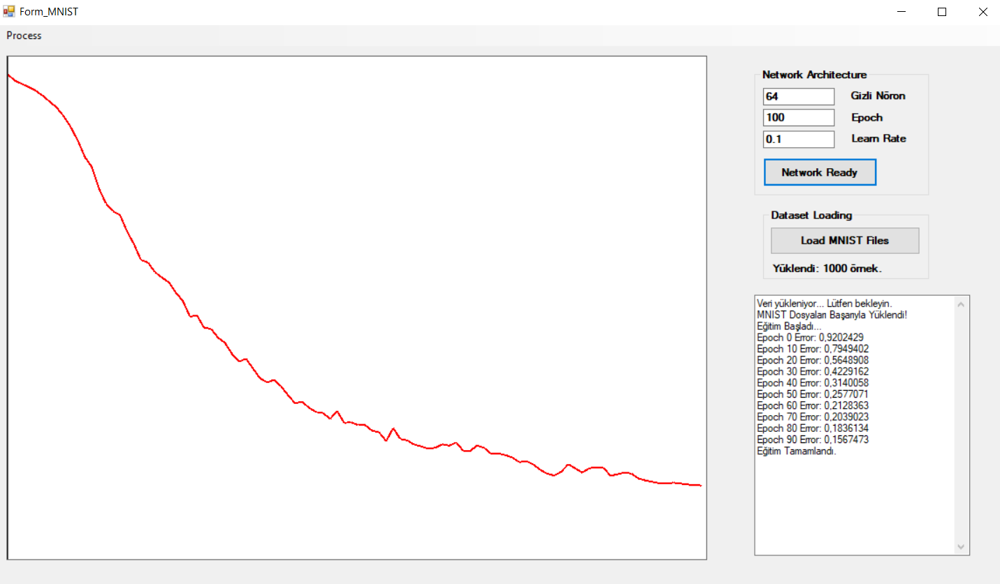 Form_MNIST
Process
Network Architecture
64 Gizli Nöron
100 Epoch
0.1 Learn Rate
Network Ready
Dataset Loading
Load MNIST Files
Yüklendi: 1000 örnek.
Veri yükleniyor... Lütfen bekleyin.
MNIST Dosyaları Başarıyla Yüklendi!
Eğitim Başladı...
Epoch 0 Error: 0,9202429
Epoch 10 Error: 0,7949402
Epoch 20 Error: 0,5648908
Epoch 30 Error: 0,4229162
Epoch 40 Error: 0,3140058
Epoch 50 Error: 0,2577071
Epoch 60 Error: 0,2128363
Epoch 70 Error: 0,2039023
Epoch 80 Error: 0,1836134
Epoch 90 Error: 0,1567473
Eğitim Tamamlandı.